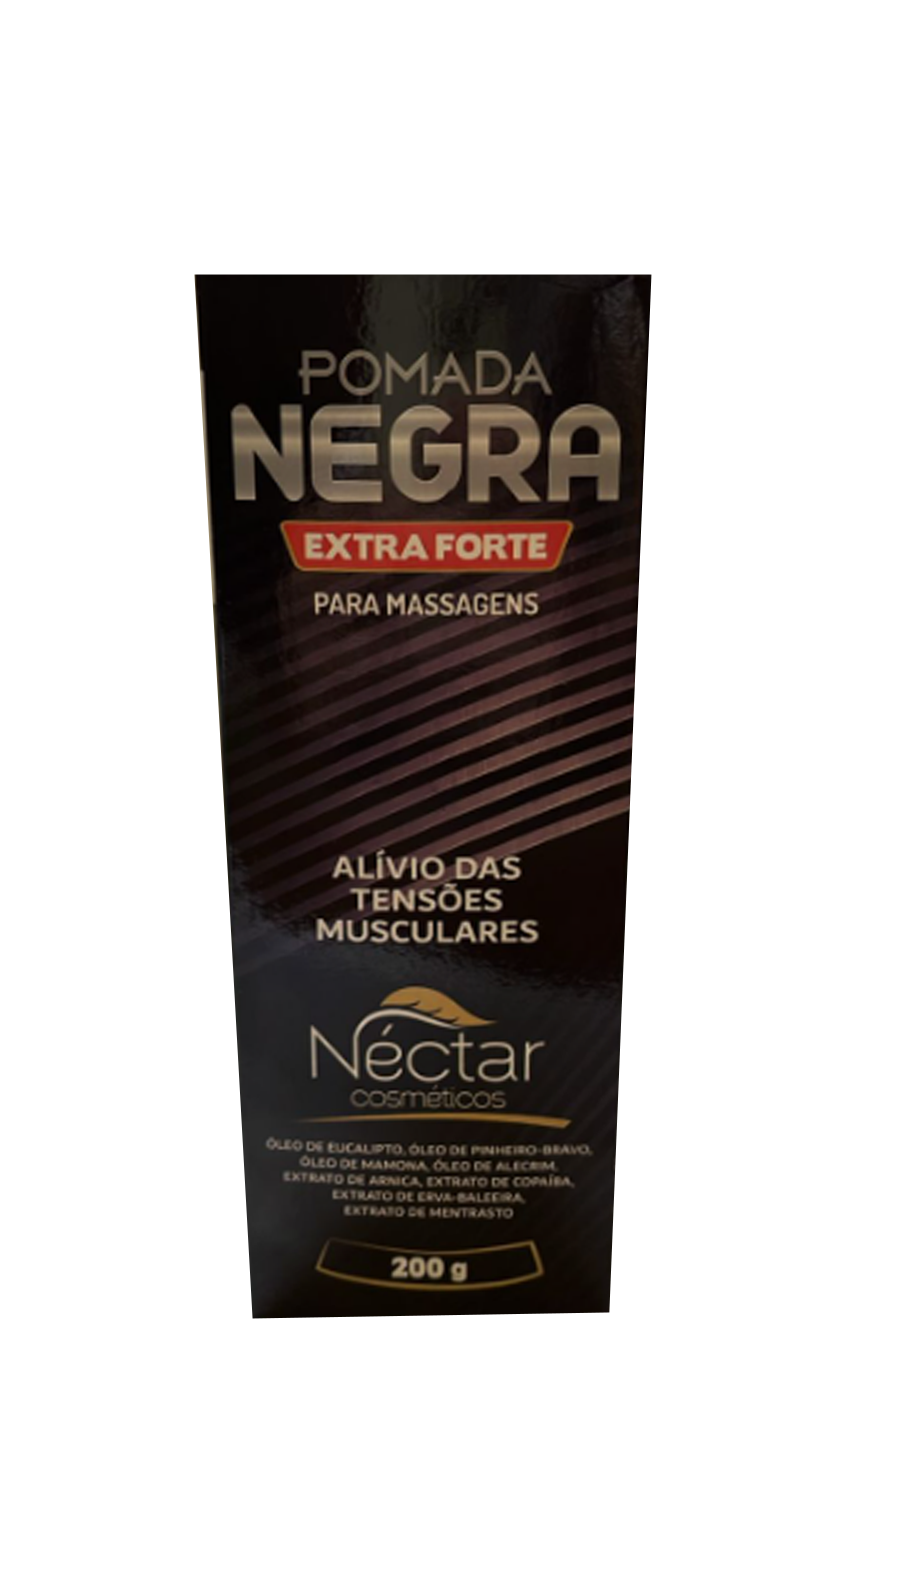 POMADA
NEGRA
EXTRA FORTE
PARA MASSAGENS
ALÍVIO DAS
TENSÕES
MUSCULARES
Néctar
cosméticos
ÓLEO DE EUCALIPTO, ÓLEO DE PINHEIRO-BRAVO,
ÓLEO DE MAMONA, ÓLEO DE ALECRIM,
EXTRATO DE ARNICA, EXTRATO DE COPAÍBA,
EXTRATO DE ERVA-BALEEIRA,
EXTRATO DE MENTRASTO
200 g